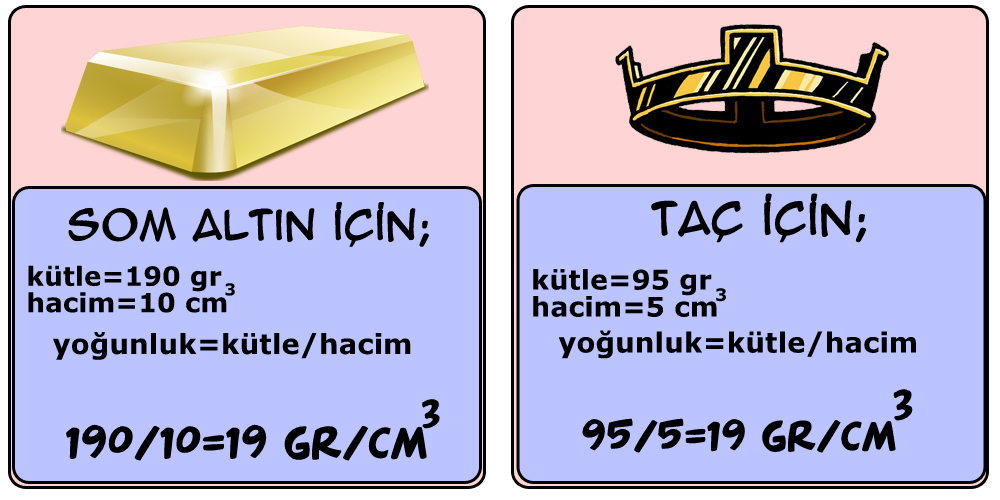 SOM ALTIN İÇİN;
kütle=190 gr
hacim=10 cm³
yoğunluk=kütle/hacim
190/10=19 GR/CM³
TAÇ İÇİN;
kütle=95 gr
hacim=5 cm³
yoğunluk=kütle/hacim
95/5=19 GR/CM³